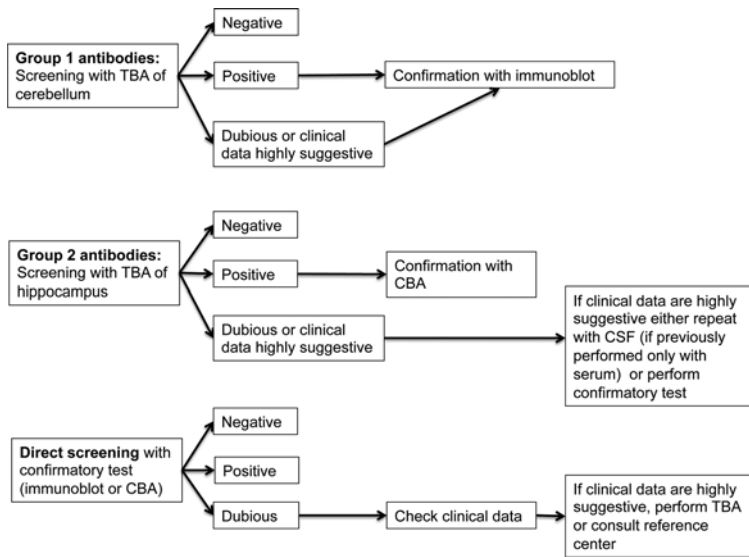 Negative
Group 1 antibodies:
Screening with TBA of
cerebellum
Positive
Confirmation with immunoblot
Dubious or clinical
data highly suggestive
Negative
Group 2 antibodies:
Screening with TBA of
hippocampus
Positive
Confirmation with
CBA
Dubious or clinical
data highly suggestive
If clinical data are highly
suggestive either repeat
with CSF (if previously
performed only with
serum) or perform
confirmatory test
Negative
Direct screening with
confirmatory test
(immunoblot or CBA)
Positive
Dubious
Check clinical data
If clinical data are highly
suggestive, perform TBA
or consult reference
center